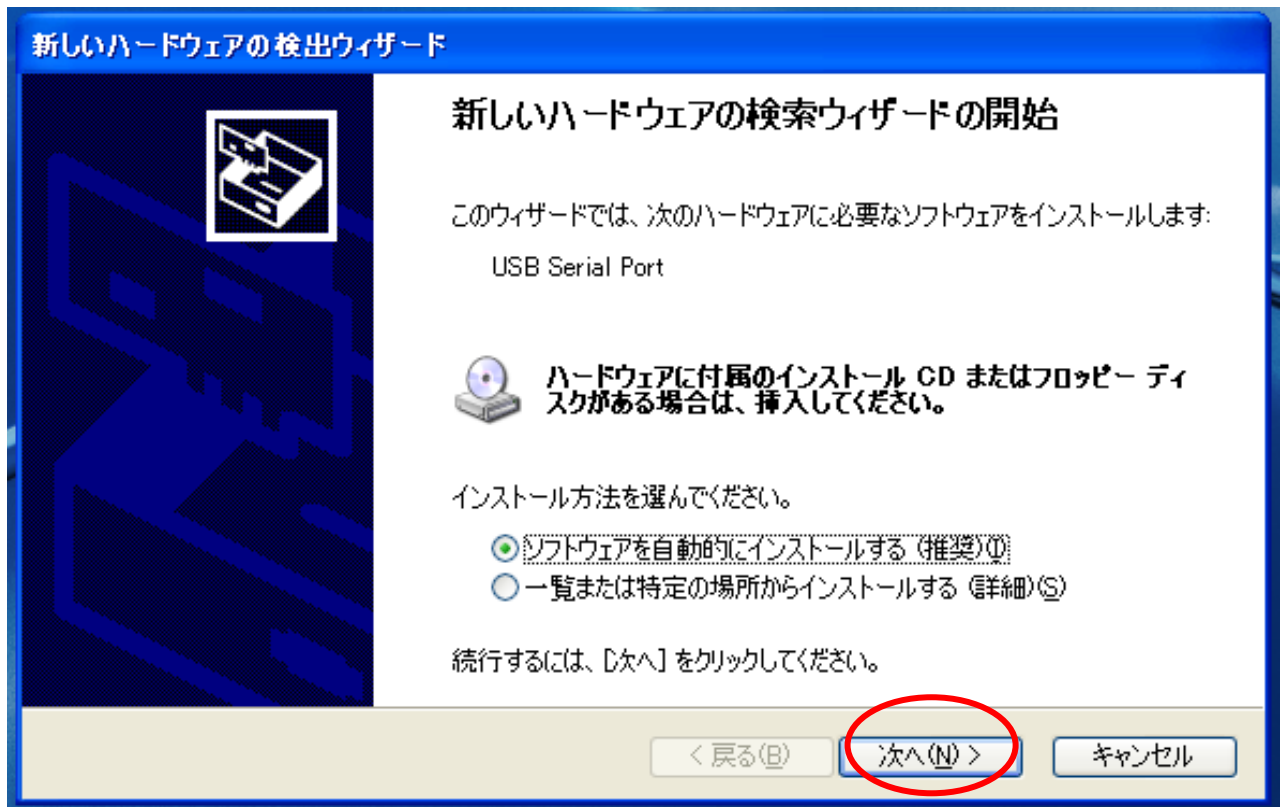 新しいハードウェアの検出ウィザード
新しいハードウェアの検索ウィザードの開始
このウィザードでは、次のハードウェアに必要なソフトウェアをインストールします:
USB Serial Port
ハードウェアに付属のインストール CD またはフロッピー ディ
スクがある場合は、挿入してください。
インストール方法を選んでください。
ソフトウェアを自動的にインストールする (推奨)(I)
一覧または特定の場所からインストールする (詳細)(S)
続行するには、[次へ] をクリックしてください。
< 戻る(B) 次へ(N) > キャンセル